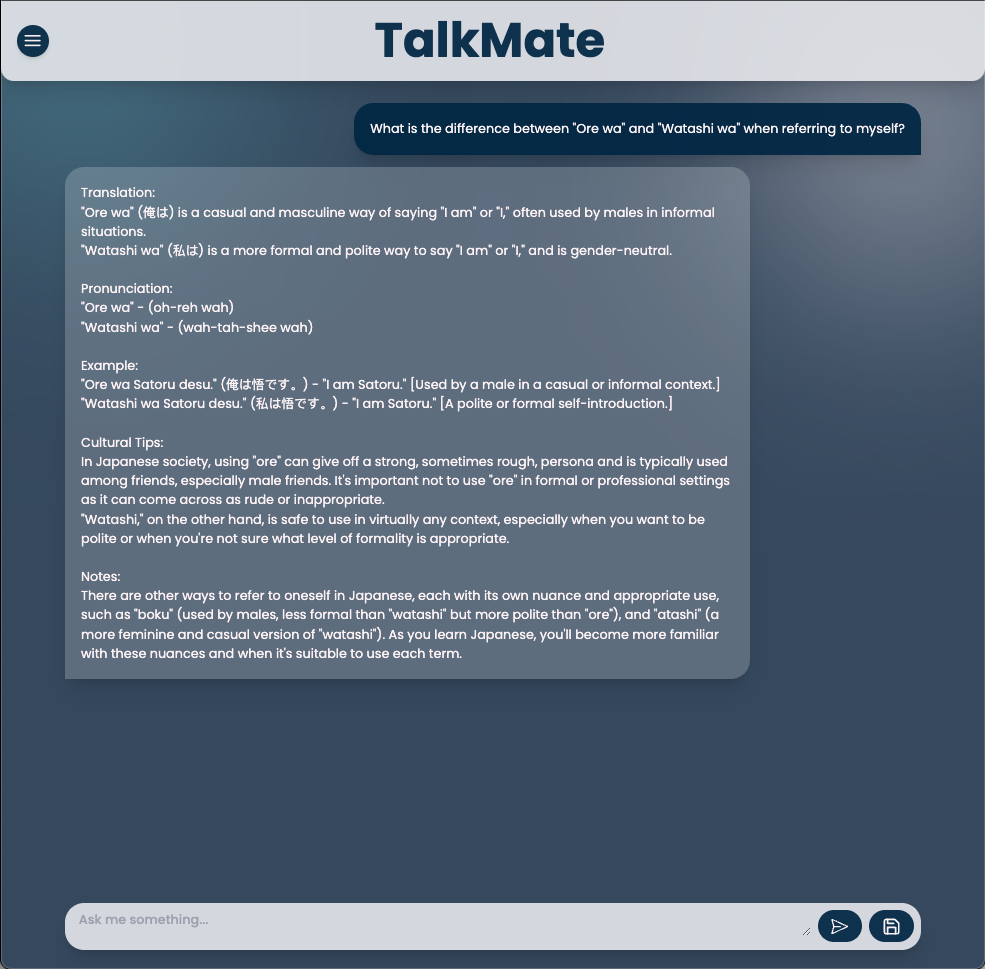 TalkMate
What is the difference between "Ore wa" and "Watashi wa" when referring to myself?
Translation:
"Ore wa" (俺は) is a casual and masculine way of saying "I am" or "I," often used by males in informal
situations.
"Watashi wa" (私は) is a more formal and polite way to say "I am" or "I," and is gender-neutral.
Pronunciation:
"Ore wa" - (oh-reh wah)
"Watashi wa" - (wah-tah-shee wah)
Example:
"Ore wa Satoru desu." (俺は悟です。) - "I am Satoru." [Used by a male in a casual or informal context.]
"Watashi wa Satoru desu." (私は悟です。) - "I am Satoru." [A polite or formal self-introduction.]
Cultural Tips:
In Japanese society, using "ore" can give off a strong, sometimes rough, persona and is typically used
among friends, especially male friends. It's important not to use "ore" in formal or professional settings
as it can come across as rude or inappropriate.
"Watashi," on the other hand, is safe to use in virtually any context, especially when you want to be
polite or when you're not sure what level of formality is appropriate.
Notes:
There are other ways to refer to oneself in Japanese, each with its own nuance and appropriate use,
such as "boku" (used by males, less formal than "watashi" but more polite than "ore"), and "atashi" (a
more feminine and casual version of "watashi"). As you learn Japanese, you'll become more familiar
with these nuances and when it's suitable to use each term.
Ask me something...